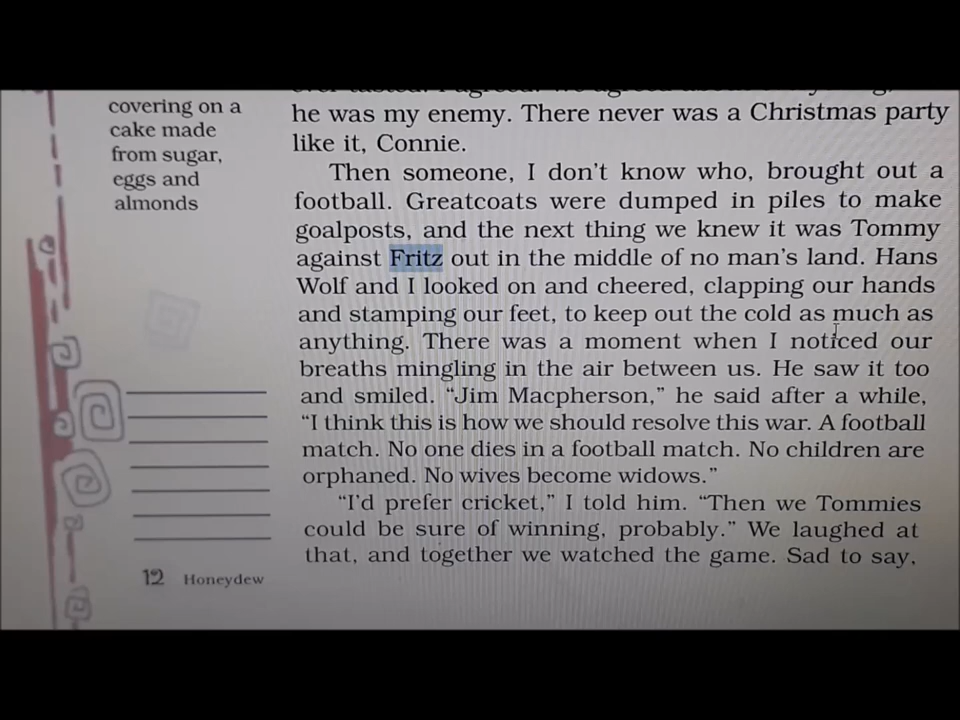 covering on a
cake made
from sugar,
eggs and
almonds
he was my enemy. There never was a Christmas party
like it, Connie.
Then someone, I don't know who, brought out a
football. Greatcoats were dumped in piles to make
goalposts, and the next thing we knew it was Tommy
against Fritz out in the middle of no man's land. Hans
Wolf and I looked on and cheered, clapping our hands
and stamping our feet, to keep out the cold as much as
anything. There was a moment when I noticed our
breaths mingling in the air between us. He saw it too
and smiled. “Jim Macpherson,” he said after a while,
“I think this is how we should resolve this war. A football
match. No one dies in a football match. No children are
orphaned. No wives become widows.”
“I'd prefer cricket,” I told him. “Then we Tommies
could be sure of winning, probably.” We laughed at
that, and together we watched the game. Sad to say,
12 Honeydew